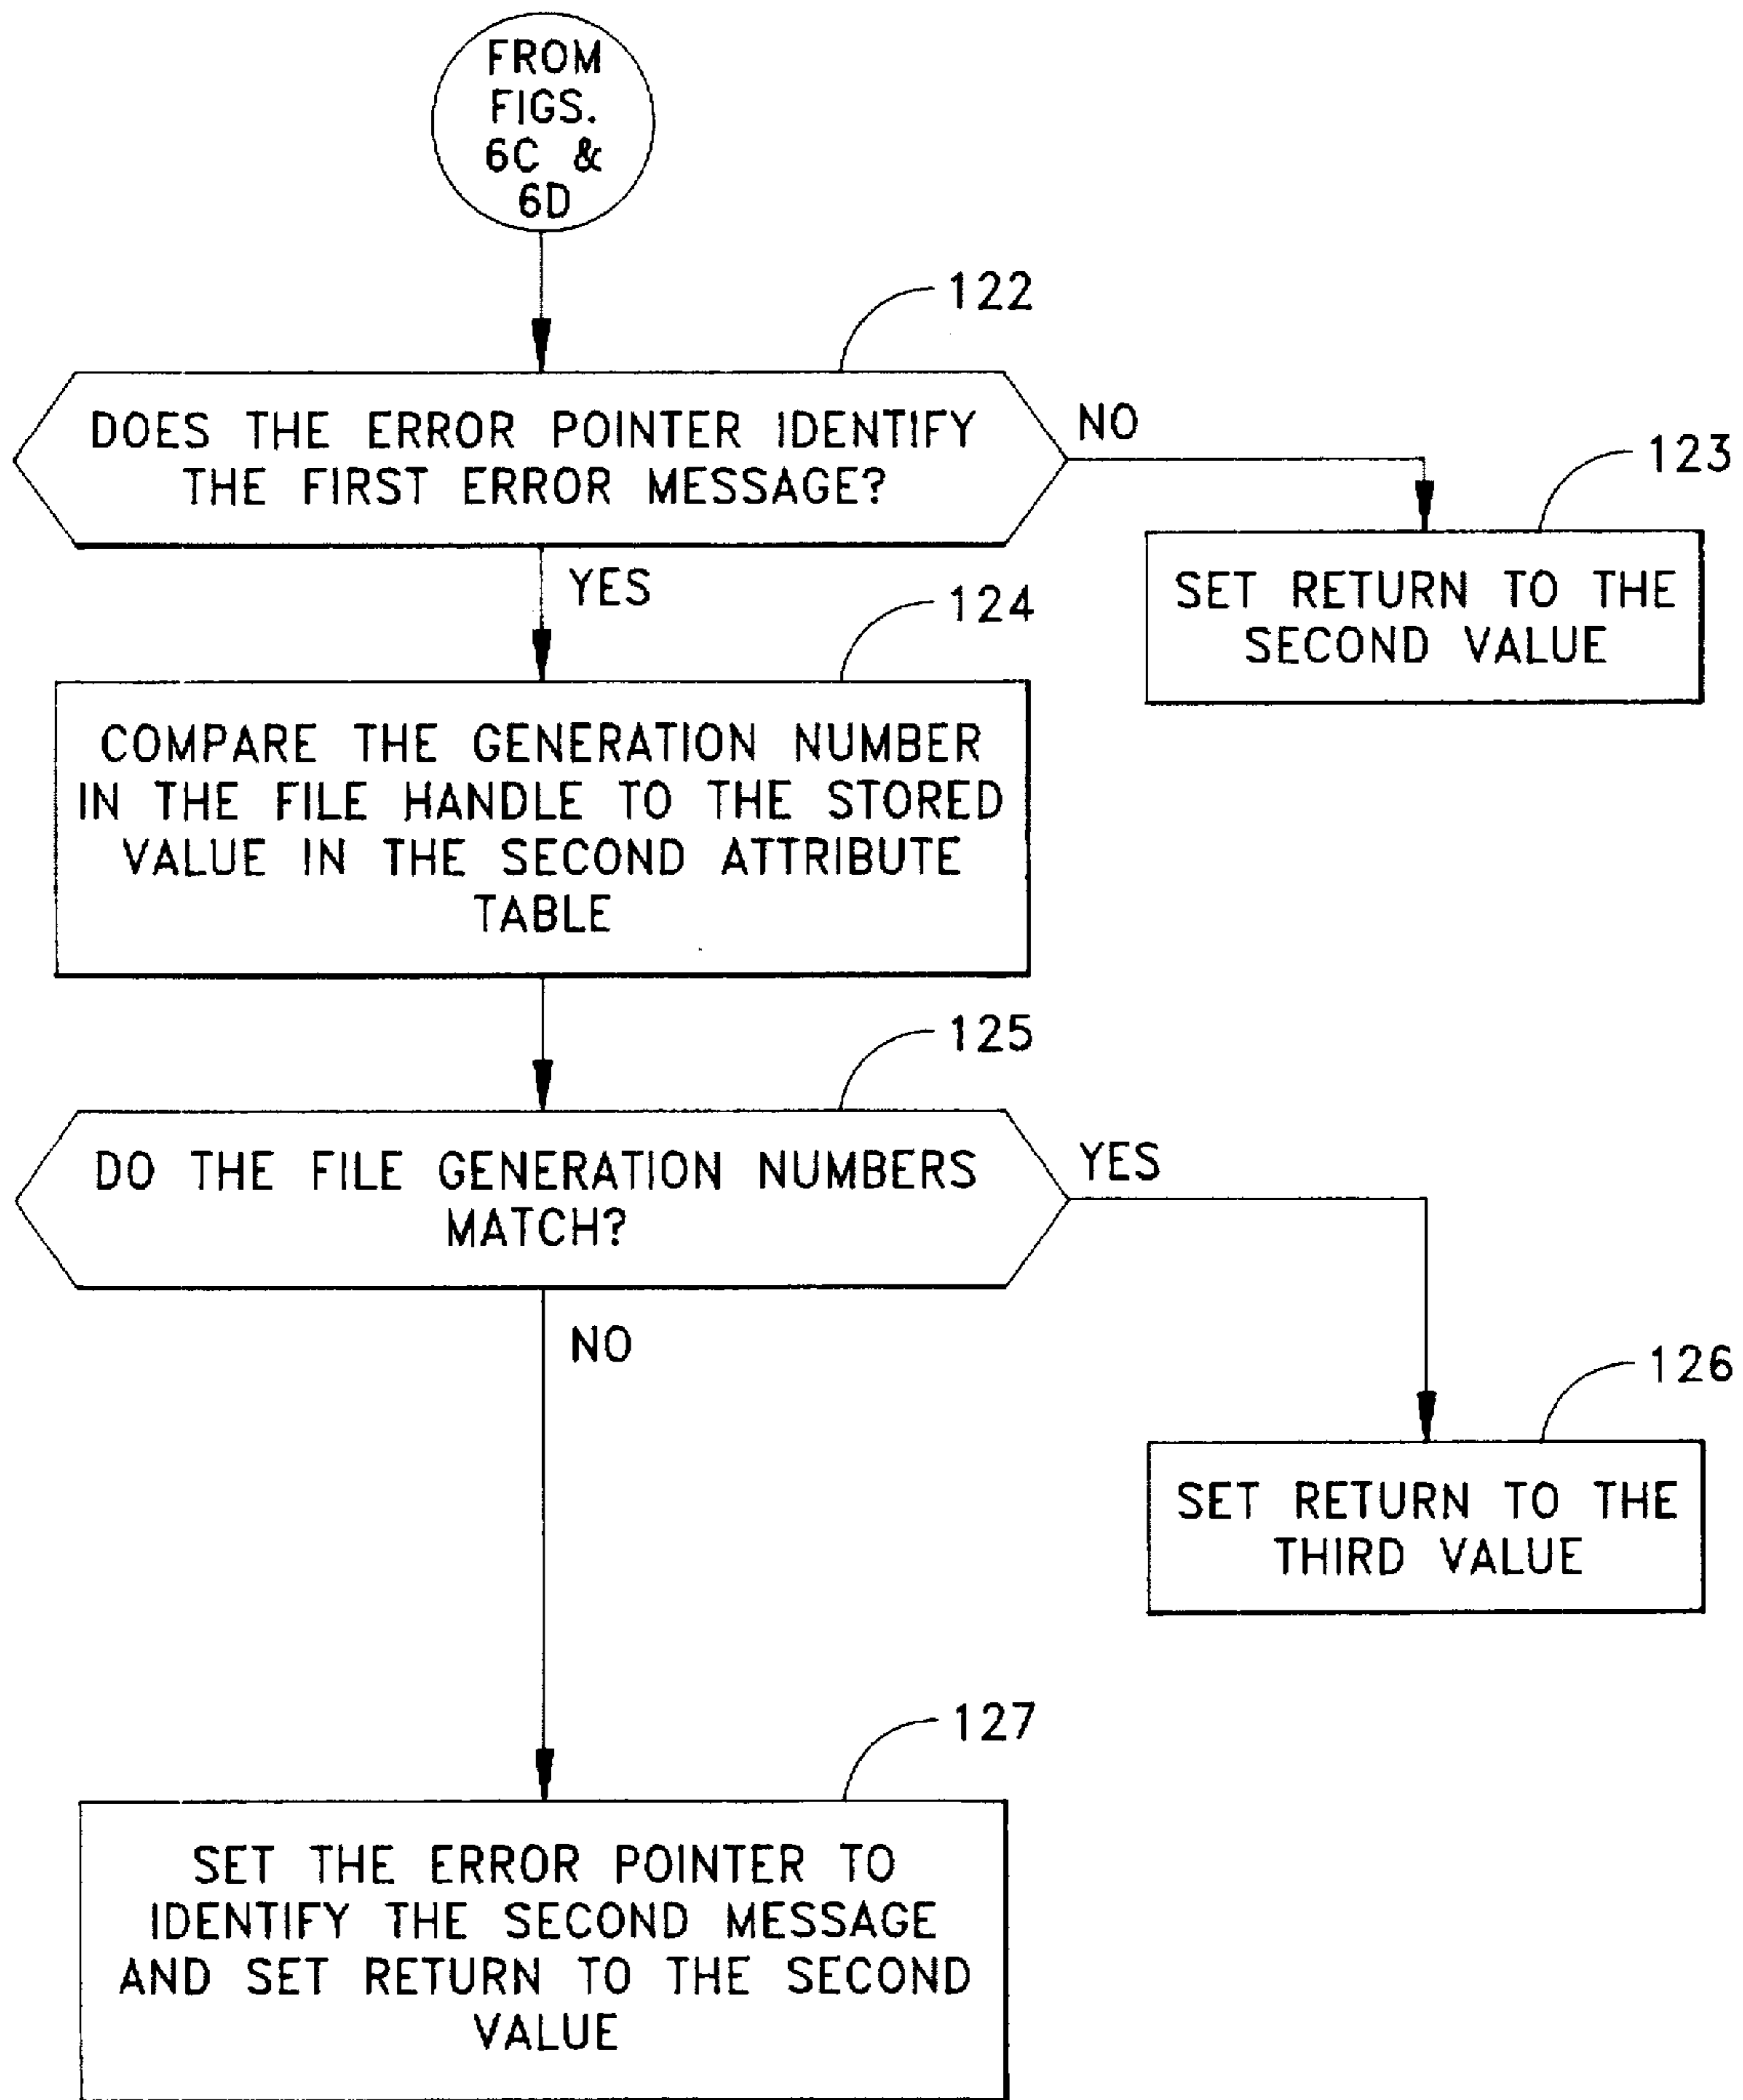 FROM
FIGS.
6C &
6D
122
DOES THE ERROR POINTER IDENTIFY
THE FIRST ERROR MESSAGE?
NO
123
SET RETURN TO THE
SECOND VALUE
YES
124
COMPARE THE GENERATION NUMBER
IN THE FILE HANDLE TO THE STORED
VALUE IN THE SECOND ATTRIBUTE
TABLE
125
DO THE FILE GENERATION NUMBERS
MATCH?
YES
NO
126
SET RETURN TO THE
THIRD VALUE
127
SET THE ERROR POINTER TO
IDENTIFY THE SECOND MESSAGE
AND SET RETURN TO THE SECOND
VALUE